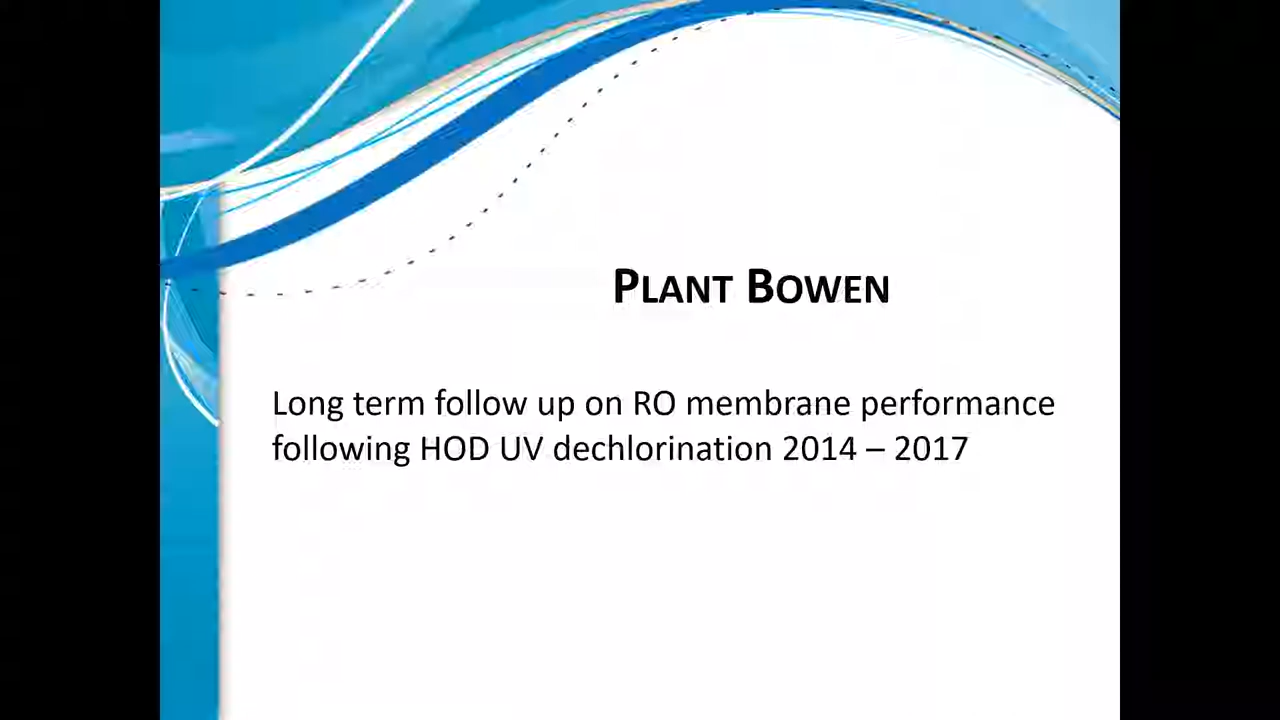 PLANT BOWEN
Long term follow up on RO membrane performance
following HOD UV dechlorination 2014 – 2017